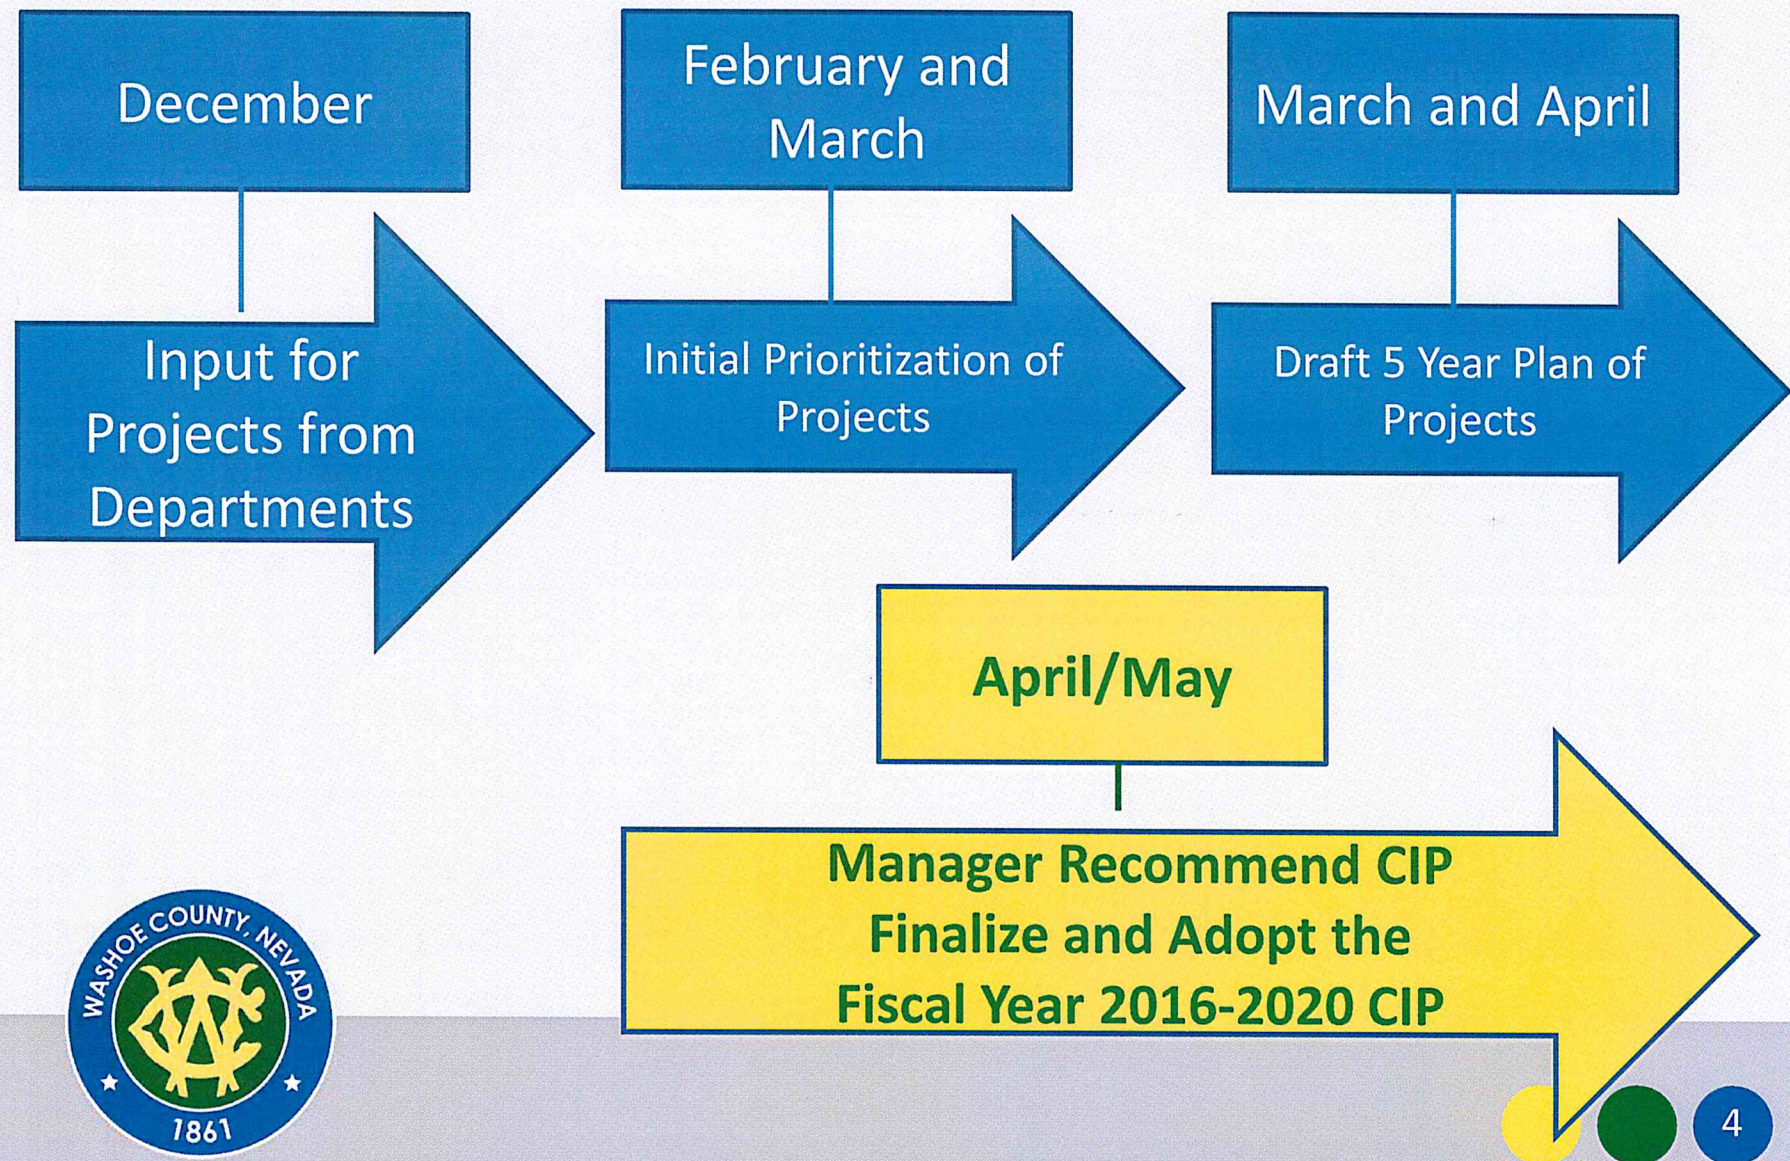 December
February and
March
March and April
Input for
Projects from
Departments
Initial Prioritization of
Projects
Draft 5 Year Plan of
Projects
April/May
Manager Recommend CIP
Finalize and Adopt the
Fiscal Year 2016-2020 CIP
WASHOE COUNTY, NEVADA
1861
4